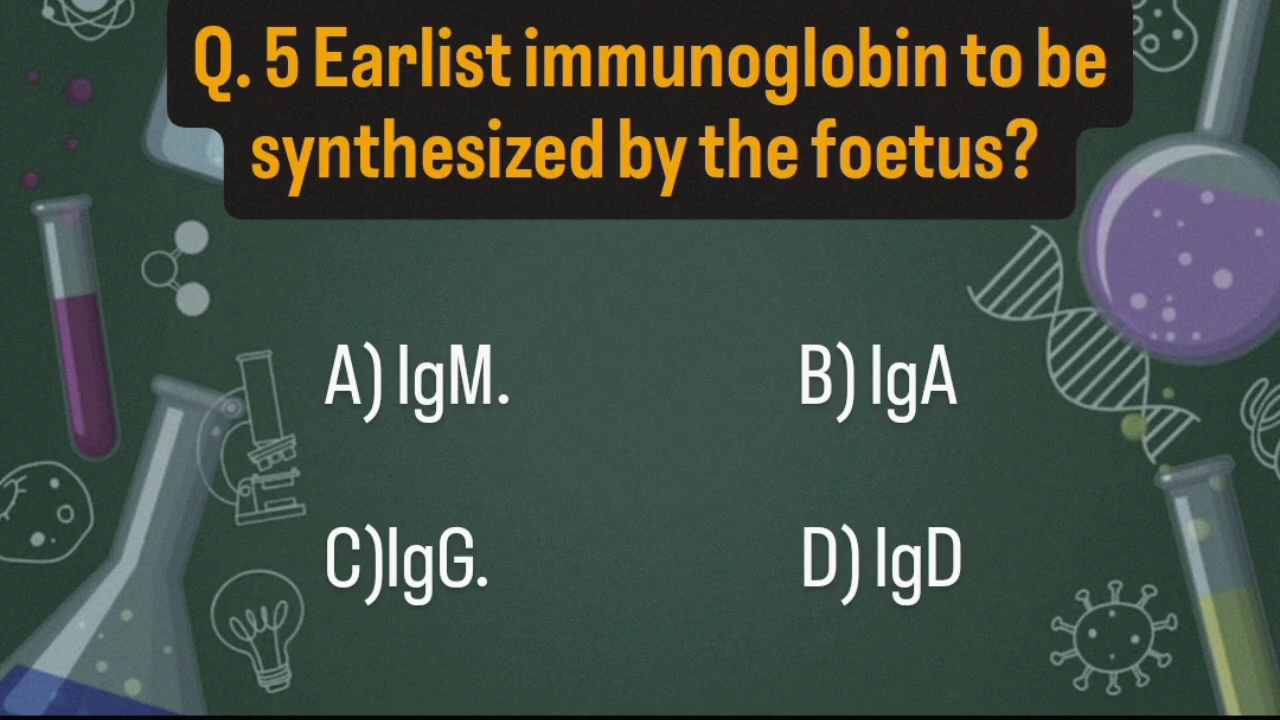 Q. 5 Earlist immunoglobin to be
synthesized by the foetus?
A) IgM.
B) IgA
C)IgG.
D) IgD